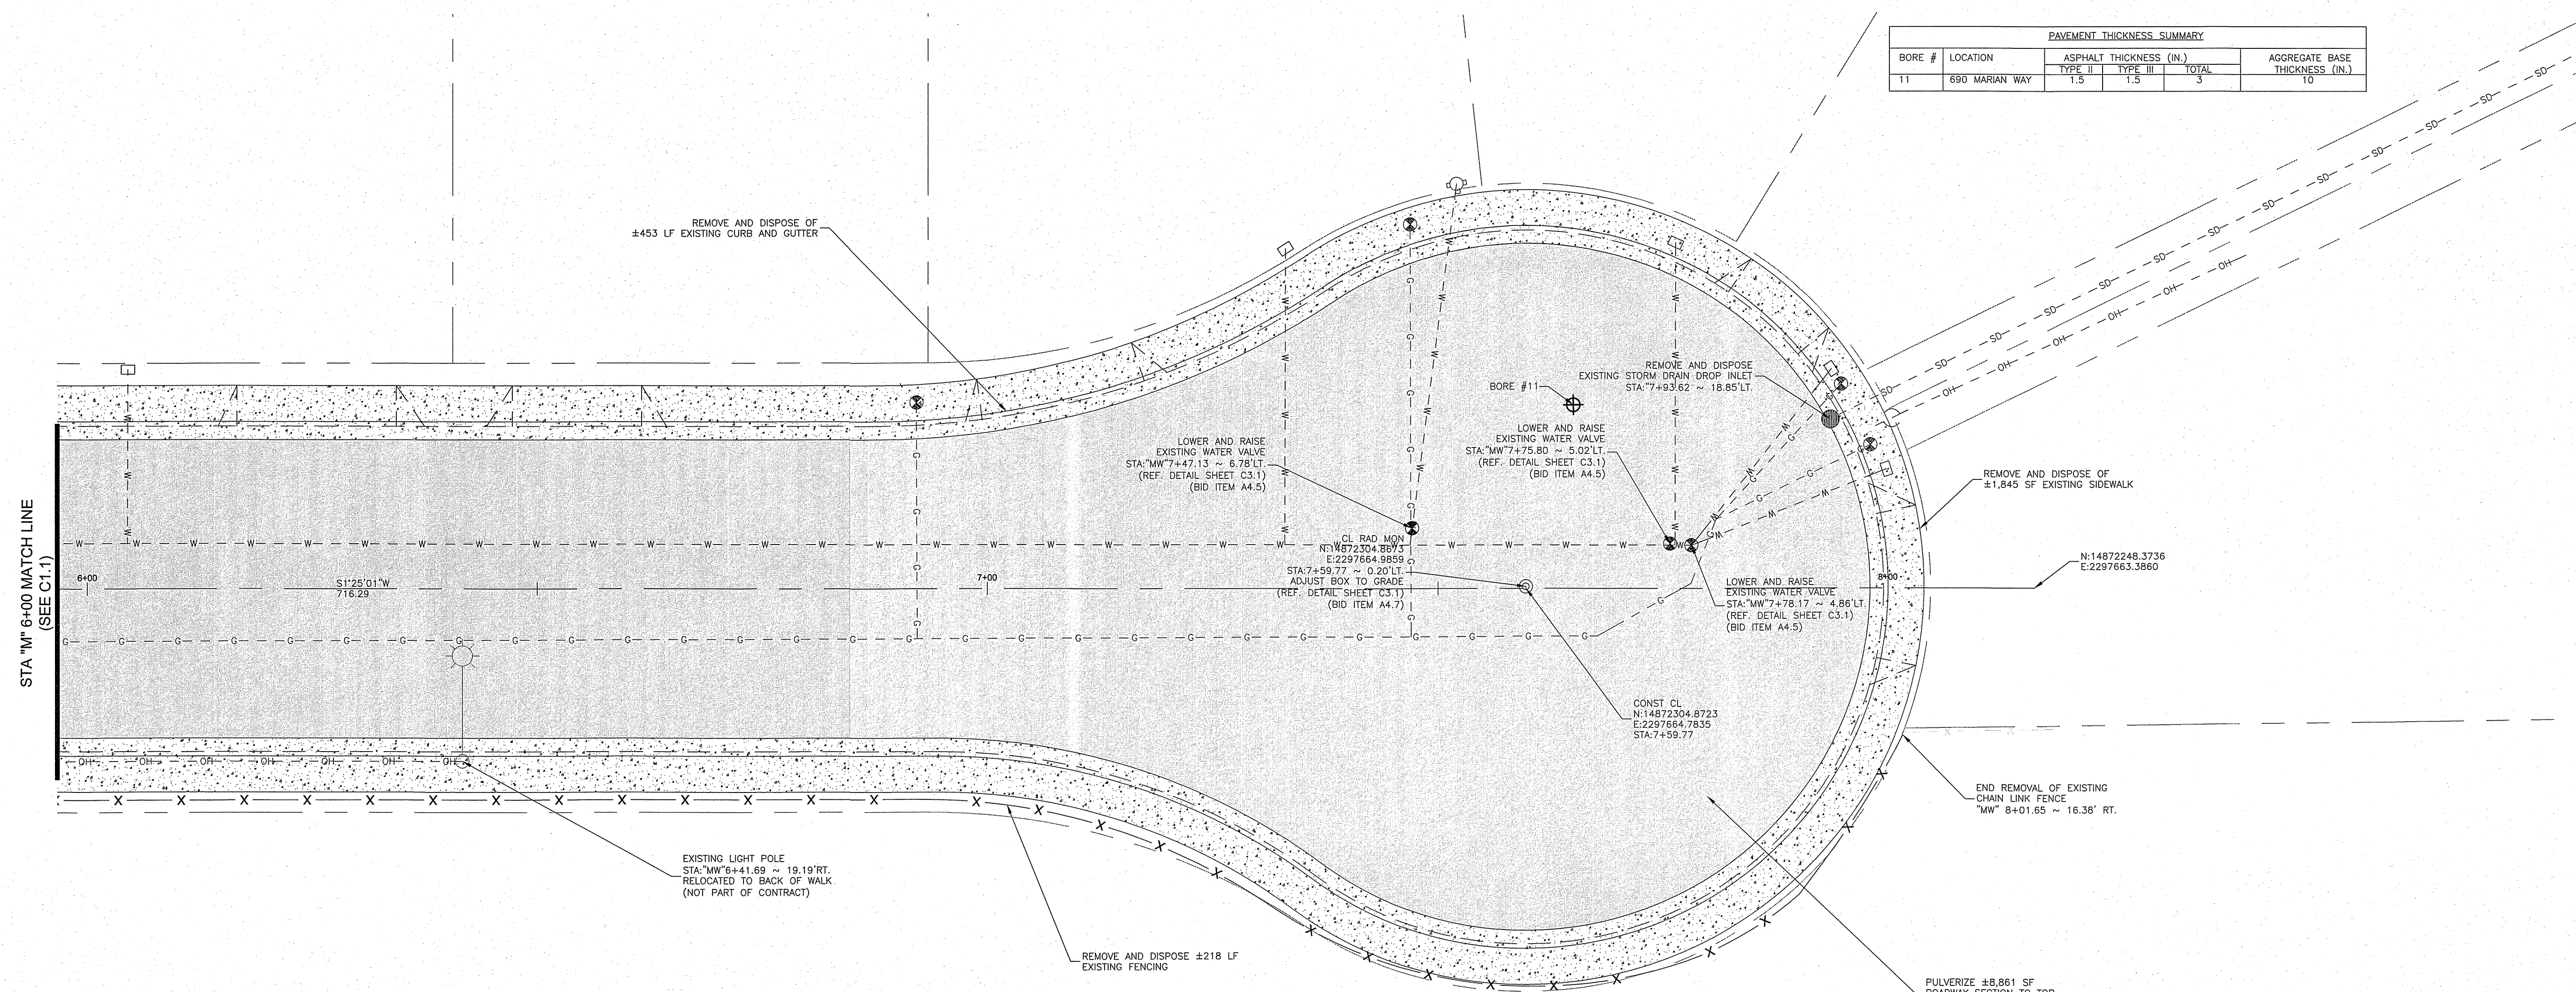 PAVEMENT THICKNESS SUMMARY
BORE # LOCATION ASPHALT THICKNESS (IN.) AGGREGATE BASE
TYPE II TYPE III TOTAL THICKNESS (IN.)
11 690 MARIAN WAY 1.5 1.5 3 10
REMOVE AND DISPOSE OF
±453 LF EXISTING CURB AND GUTTER
REMOVE AND DISPOSE
EXISTING STORM DRAIN DROP INLET
STA:"7+93.62 ~ 18.85'LT.
BORE #11
LOWER AND RAISE
EXISTING WATER VALVE
STA:"MW"7+47.13 ~ 6.78'LT.
(REF. DETAIL SHEET C3.1)
(BID ITEM A4.5)
LOWER AND RAISE
EXISTING WATER VALVE
STA:"MW"7+75.80 ~ 5.02'LT.
(REF. DETAIL SHEET C3.1)
(BID ITEM A4.5)
REMOVE AND DISPOSE OF
±1,845 SF EXISTING SIDEWALK
STA "M" 6+00 MATCH LINE
(SEE C1.1)
6+00
S1°25'01"W
716.29
7+00
CL RAD MON
N:14872304.8673
E:2297664.9859
STA:7+59.77 ~ 0.20'LT.
ADJUST BOX TO GRADE
(REF. DETAIL SHEET C3.1)
(BID ITEM A4.7)
8+00
N:14872248.3736
E:2297663.3860
LOWER AND RAISE
EXISTING WATER VALVE
STA:"MW"7+78.17 ~ 4.86'LT.
(REF. DETAIL SHEET C3.1)
(BID ITEM A4.5)
CONST CL
N:14872304.8723
E:2297664.7835
STA:7+59.77
END REMOVAL OF EXISTING
CHAIN LINK FENCE
"MW" 8+01.65 ~ 16.38' RT.
EXISTING LIGHT POLE
STA:"MW"6+41.69 ~ 19.19'RT.
RELOCATED TO BACK OF WALK
(NOT PART OF CONTRACT)
REMOVE AND DISPOSE ±218 LF
EXISTING FENCING
PULVERIZE ±8,861 SF
ROADWAY SECTION TO TOP